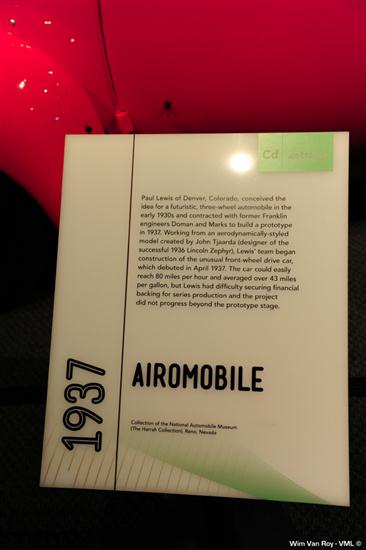 Cd
Paul Lewis of Denver, Colorado, conceived the
idea for a futuristic, three-wheel automobile in the
early 1930s and contracted with former Franklin
engineers Doman and Marks to build a prototype
in 1937. Working from an aerodynamically-styled
model created by John Tjaarda (designer of the
successful 1936 Lincoln Zephyr), Lewis' team began
construction of the unusual front-wheel drive car,
which debuted in April 1937. The car could easily
reach 80 miles per hour and averaged over 43 miles
per gallon, but Lewis had difficulty securing financial
backing for series production and the project
did not progress beyond the prototype stage.
1937
AIROMOBILE
Collection of the National Automobile Museum
(The Harrah Collection), Reno, Nevada
Wim Van Roy - VML ©